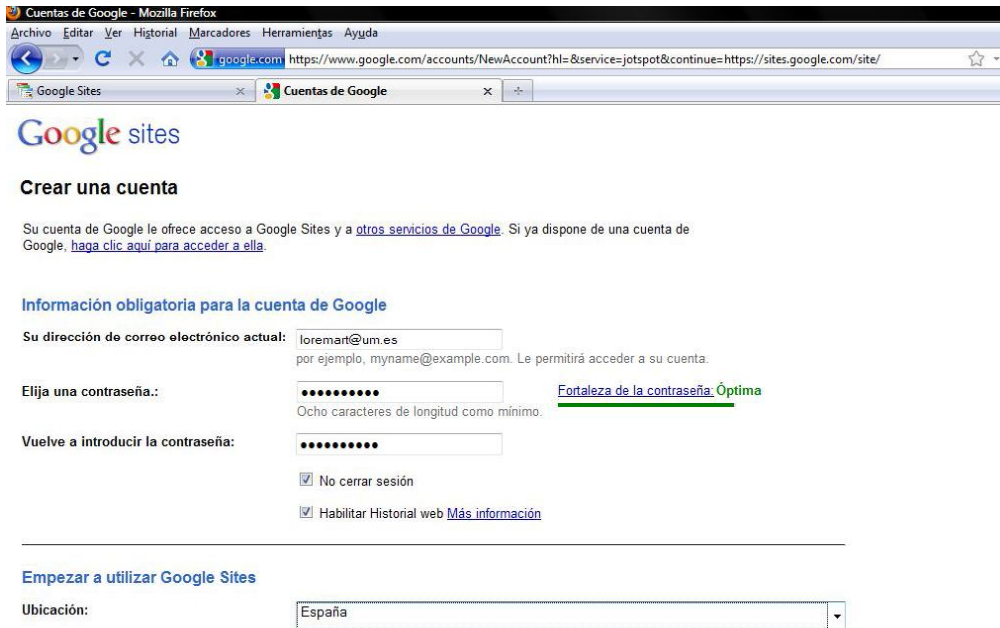 Cuentas de Google - Mozilla Firefox
Archivo Editar Ver Historial Marcadores Herramientas Ayuda
google.com https://www.google.com/accounts/NewAccount?hl=&service=jotspot&continue=https://sites.google.com/site/
Google Sites Cuentas de Google
Google sites
Crear una cuenta
Su cuenta de Google le ofrece acceso a Google Sites y a otros servicios de Google. Si ya dispone de una cuenta de
Google, haga clic aquí para acceder a ella.
Información obligatoria para la cuenta de Google
Su dirección de correo electrónico actual: loremart@um.es
por ejemplo, myname@example.com. Le permitirá acceder a su cuenta.
Elija una contraseña.: •••••••••• Fortaleza de la contraseña: Óptima
Ocho caracteres de longitud como mínimo.
Vuelve a introducir la contraseña: ••••••••••
No cerrar sesión
Habilitar Historial web Más información
Empezar a utilizar Google Sites
Ubicación: España